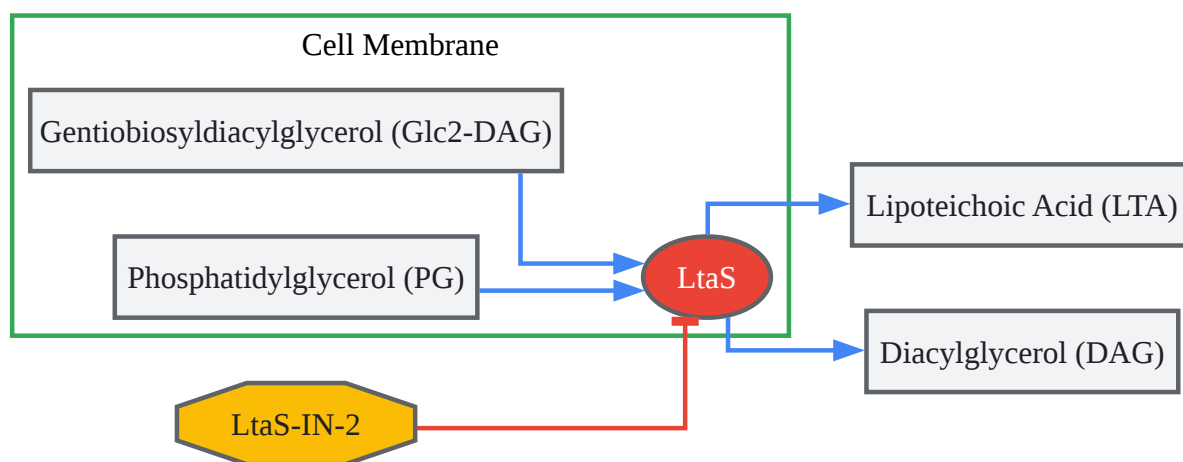 Cell Membrane
Gentiobiosyldiacylglycerol (Glc2-DAG)
Lipoteichoic Acid (LTA)
Phosphatidylglycerol (PG)
LtaS
Diacylglycerol (DAG)
LtaS-IN-2